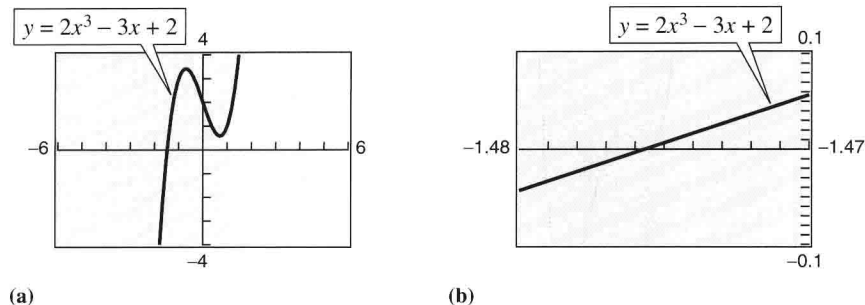 y = 2x³ − 3x + 2
4
−6
6
−4
(a)
y = 2x³ − 3x + 2
0.1
−1.48
−1.47
−0.1
(b)